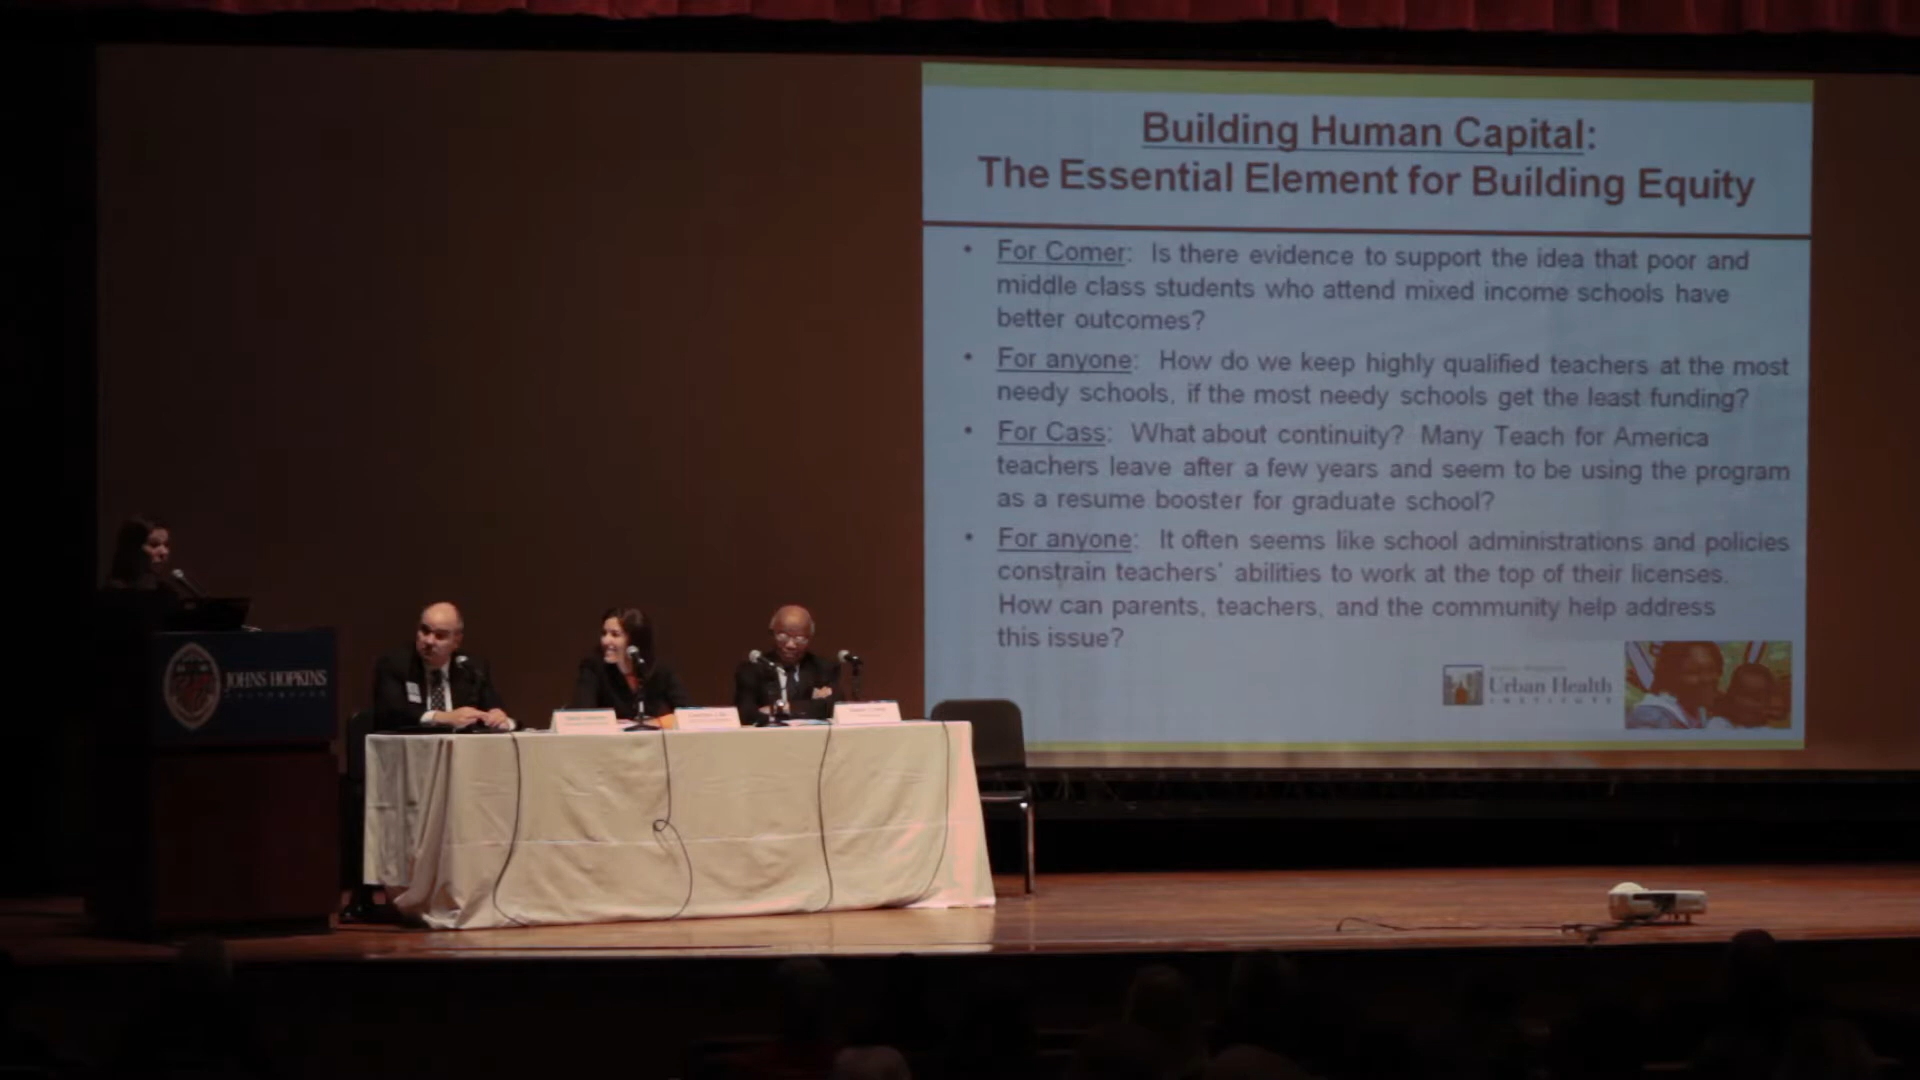 Building Human Capital:
The Essential Element for Building Equity
• For Comer: Is there evidence to support the idea that poor and
middle class students who attend mixed income schools have
better outcomes?
• For anyone: How do we keep highly qualified teachers at the most
needy schools, if the most needy schools get the least funding?
• For Cass: What about continuity? Many Teach for America
teachers leave after a few years and seem to be using the program
as a resume booster for graduate school?
• For anyone: It often seems like school administrations and policies
constrain teachers' abilities to work at the top of their licenses.
How can parents, teachers, and the community help address
this issue?
Urban Health
INSTITUTE
JOHNS HOPKINS